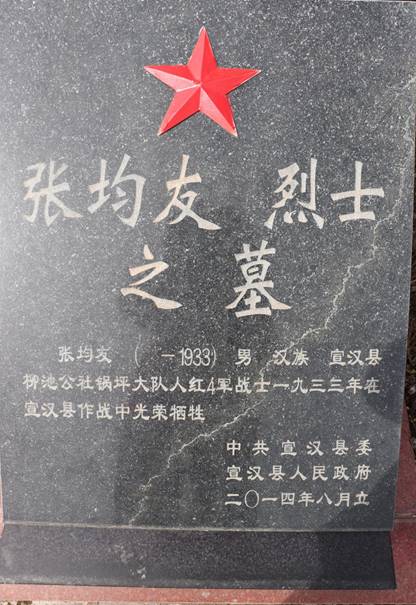 张均友 烈士
之墓
张均友 ( －1933) 男 汉族 宣汉县
柳池公社锅坪大队人红4军战士一九三三年在
宣汉县作战中光荣牺牲
中共宣汉县委
宣汉县人民政府
二〇一四年八月立